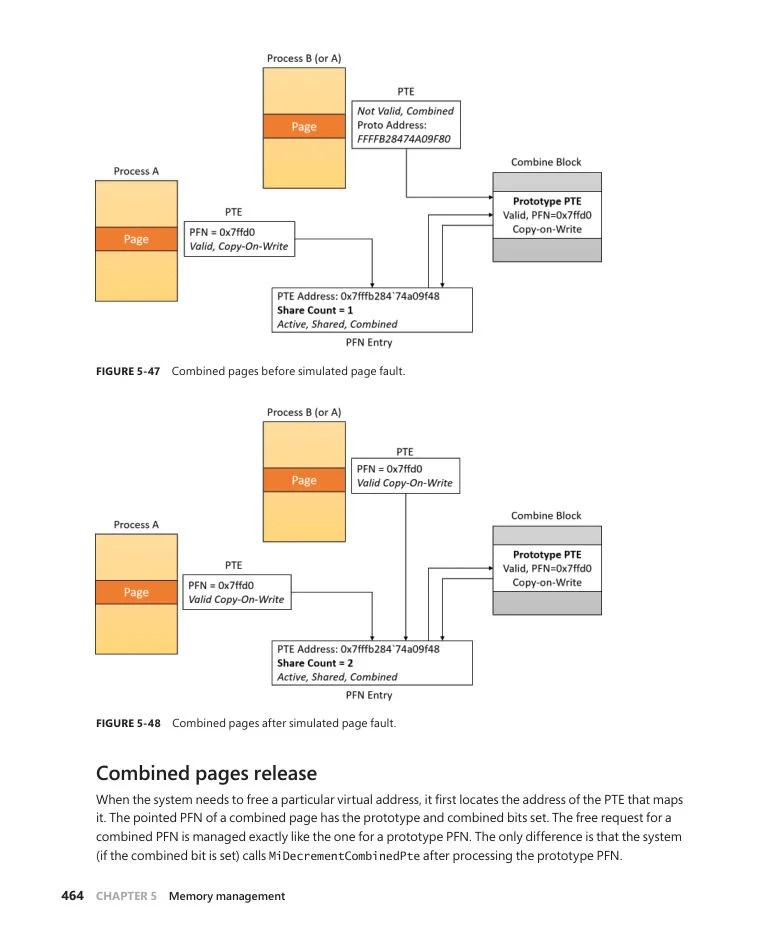 Process B (or A)
PTE
Not Valid, Combined
Proto Address:
FFFFB28474A09F80
Page
Combine Block
Prototype PTE
Valid, PFN=0x7ffd0
Copy-on-Write
Process A
PTE
PFN = 0x7ffd0
Valid, Copy-On-Write
Page
PTE Address: 0x7fffb284`74a09f48
Share Count = 1
Active, Shared, Combined
PFN Entry
FIGURE 5-47 Combined pages before simulated page fault.
Process B (or A)
PTE
PFN = 0x7ffd0
Valid Copy-On-Write
Page
Combine Block
Prototype PTE
Valid, PFN=0x7ffd0
Copy-on-Write
Process A
PTE
PFN = 0x7ffd0
Valid Copy-On-Write
Page
PTE Address: 0x7fffb284`74a09f48
Share Count = 2
Active, Shared, Combined
PFN Entry
FIGURE 5-48 Combined pages after simulated page fault.
Combined pages release
When the system needs to free a particular virtual address, it first locates the address of the PTE that maps
it. The pointed PFN of a combined page has the prototype and combined bits set. The free request for a
combined PFN is managed exactly like the one for a prototype PFN. The only difference is that the system
(if the combined bit is set) calls MiDecrementCombinedPte after processing the prototype PFN.
464 CHAPTER 5 Memory management